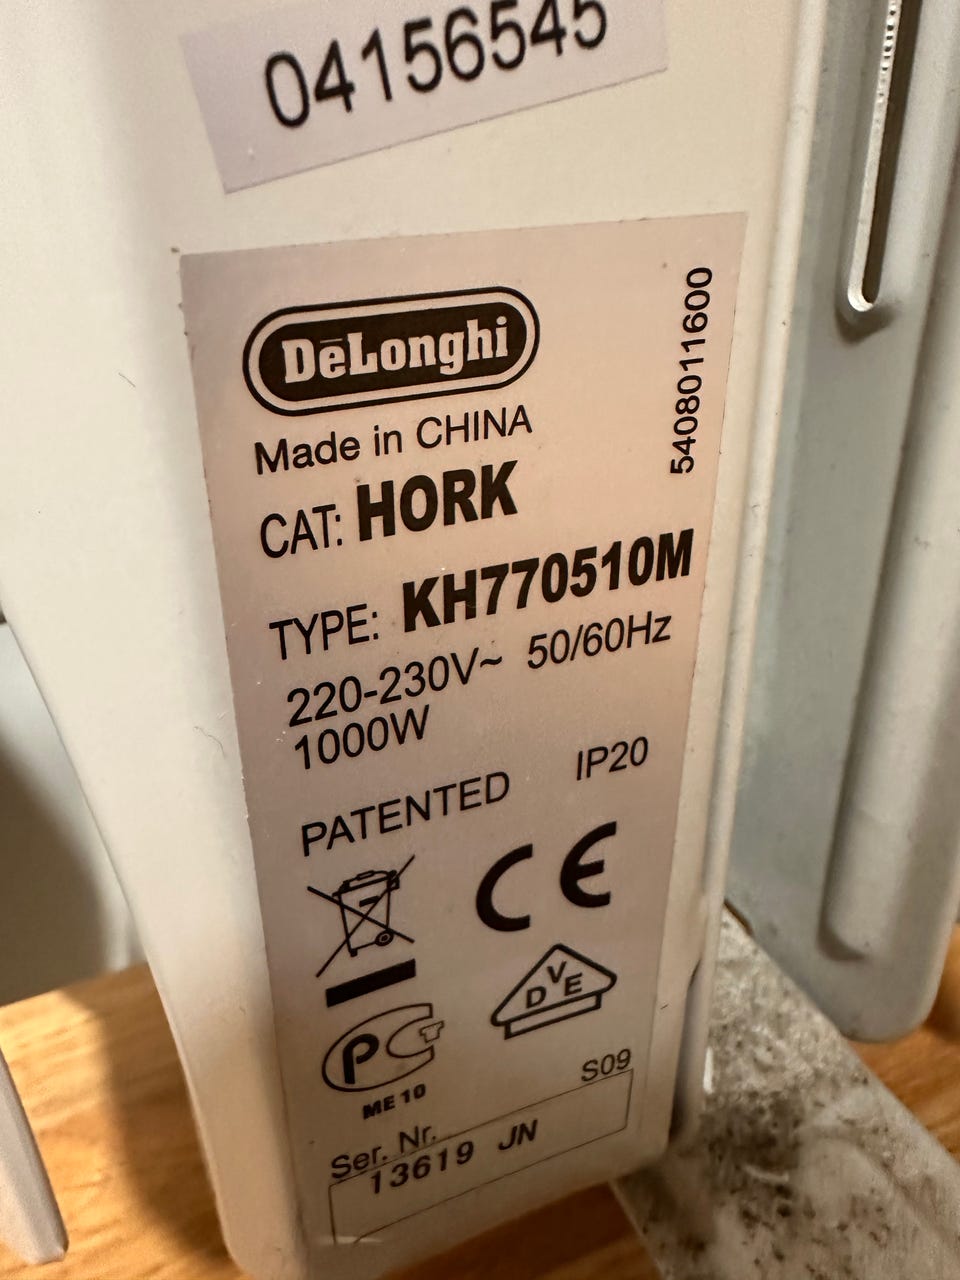 04156545
DeLonghi
5408011600
Made in CHINA
CAT: HORK
TYPE: KH770510M
220-230V~ 50/60Hz
1000W
PATENTED IP20
CE
DVE
PCT
ME 10
S09
Ser. Nr.
13619 JN